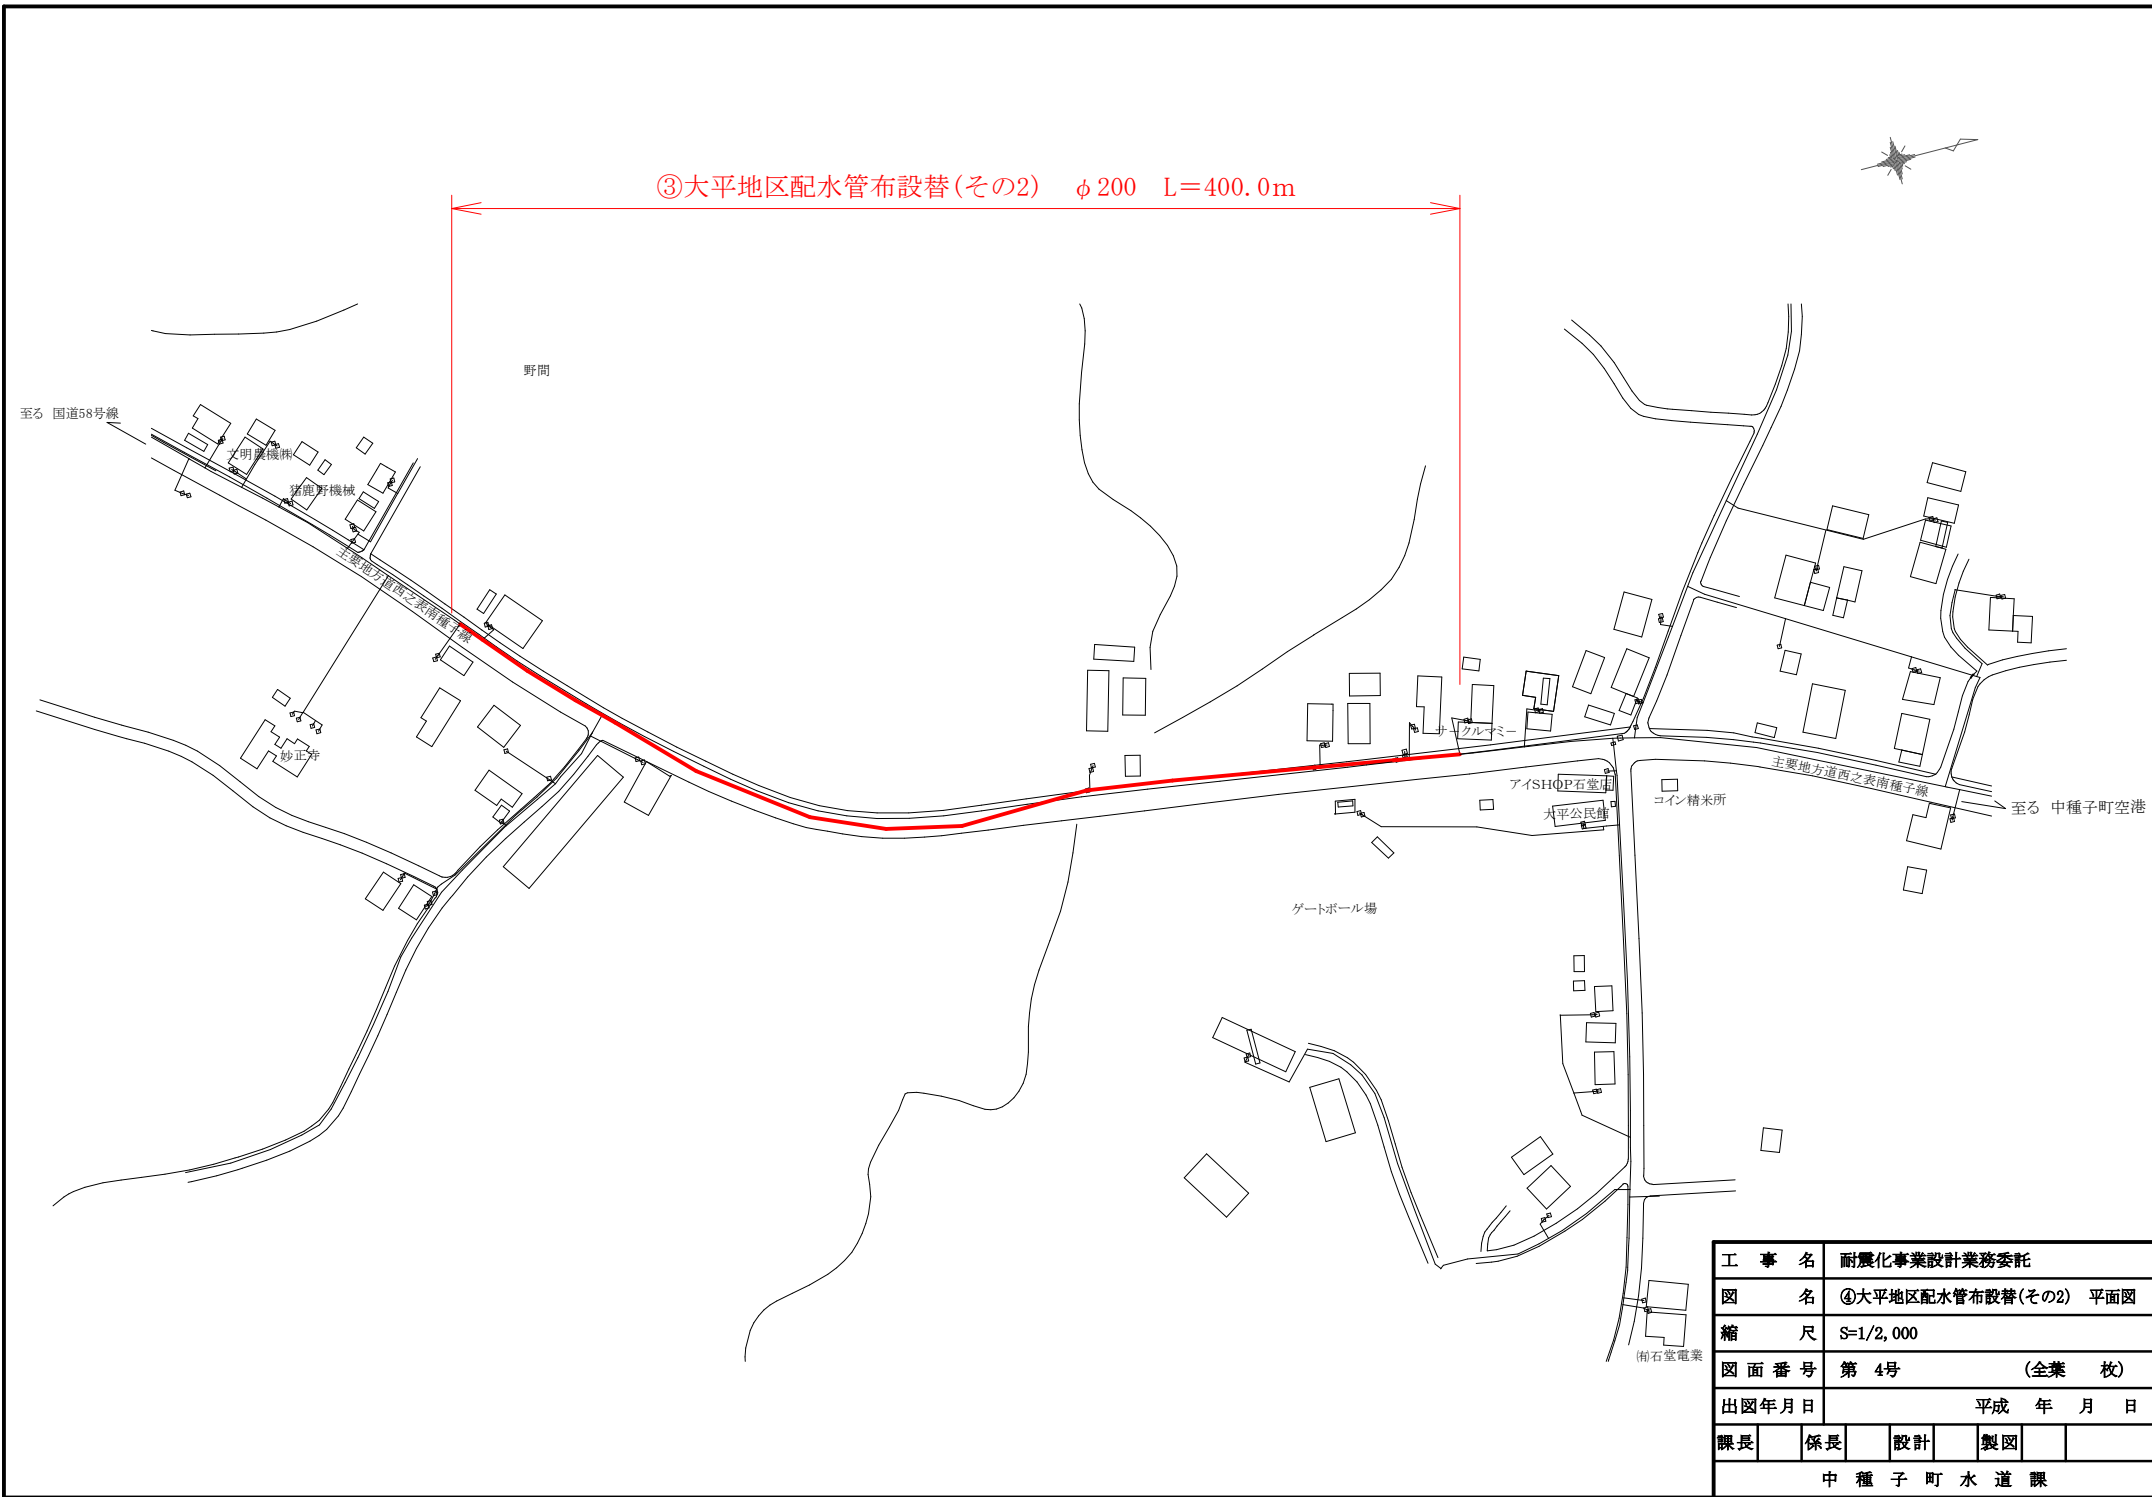 ③大平地区配水管布設替(その2)　φ200　L=400.0m
野間
至る 国道58号線
文明農機㈱
猪鹿野機械
主要地方道西之表南種子線
妙正寺
サークルマミー
アイSHOP石堂店
大平公民館
コイン精米所
主要地方道西之表南種子線
至る 中種子町空港
ゲートボール場
㈲石堂電業
工事名 耐震化事業設計業務委託
図名 ④大平地区配水管布設替(その2)　平面図
縮尺 S=1/2,000
図面番号 第 4号 (全葉 枚)
出図年月日 平成 年 月 日
課長 係長 設計 製図
中種子町水道課